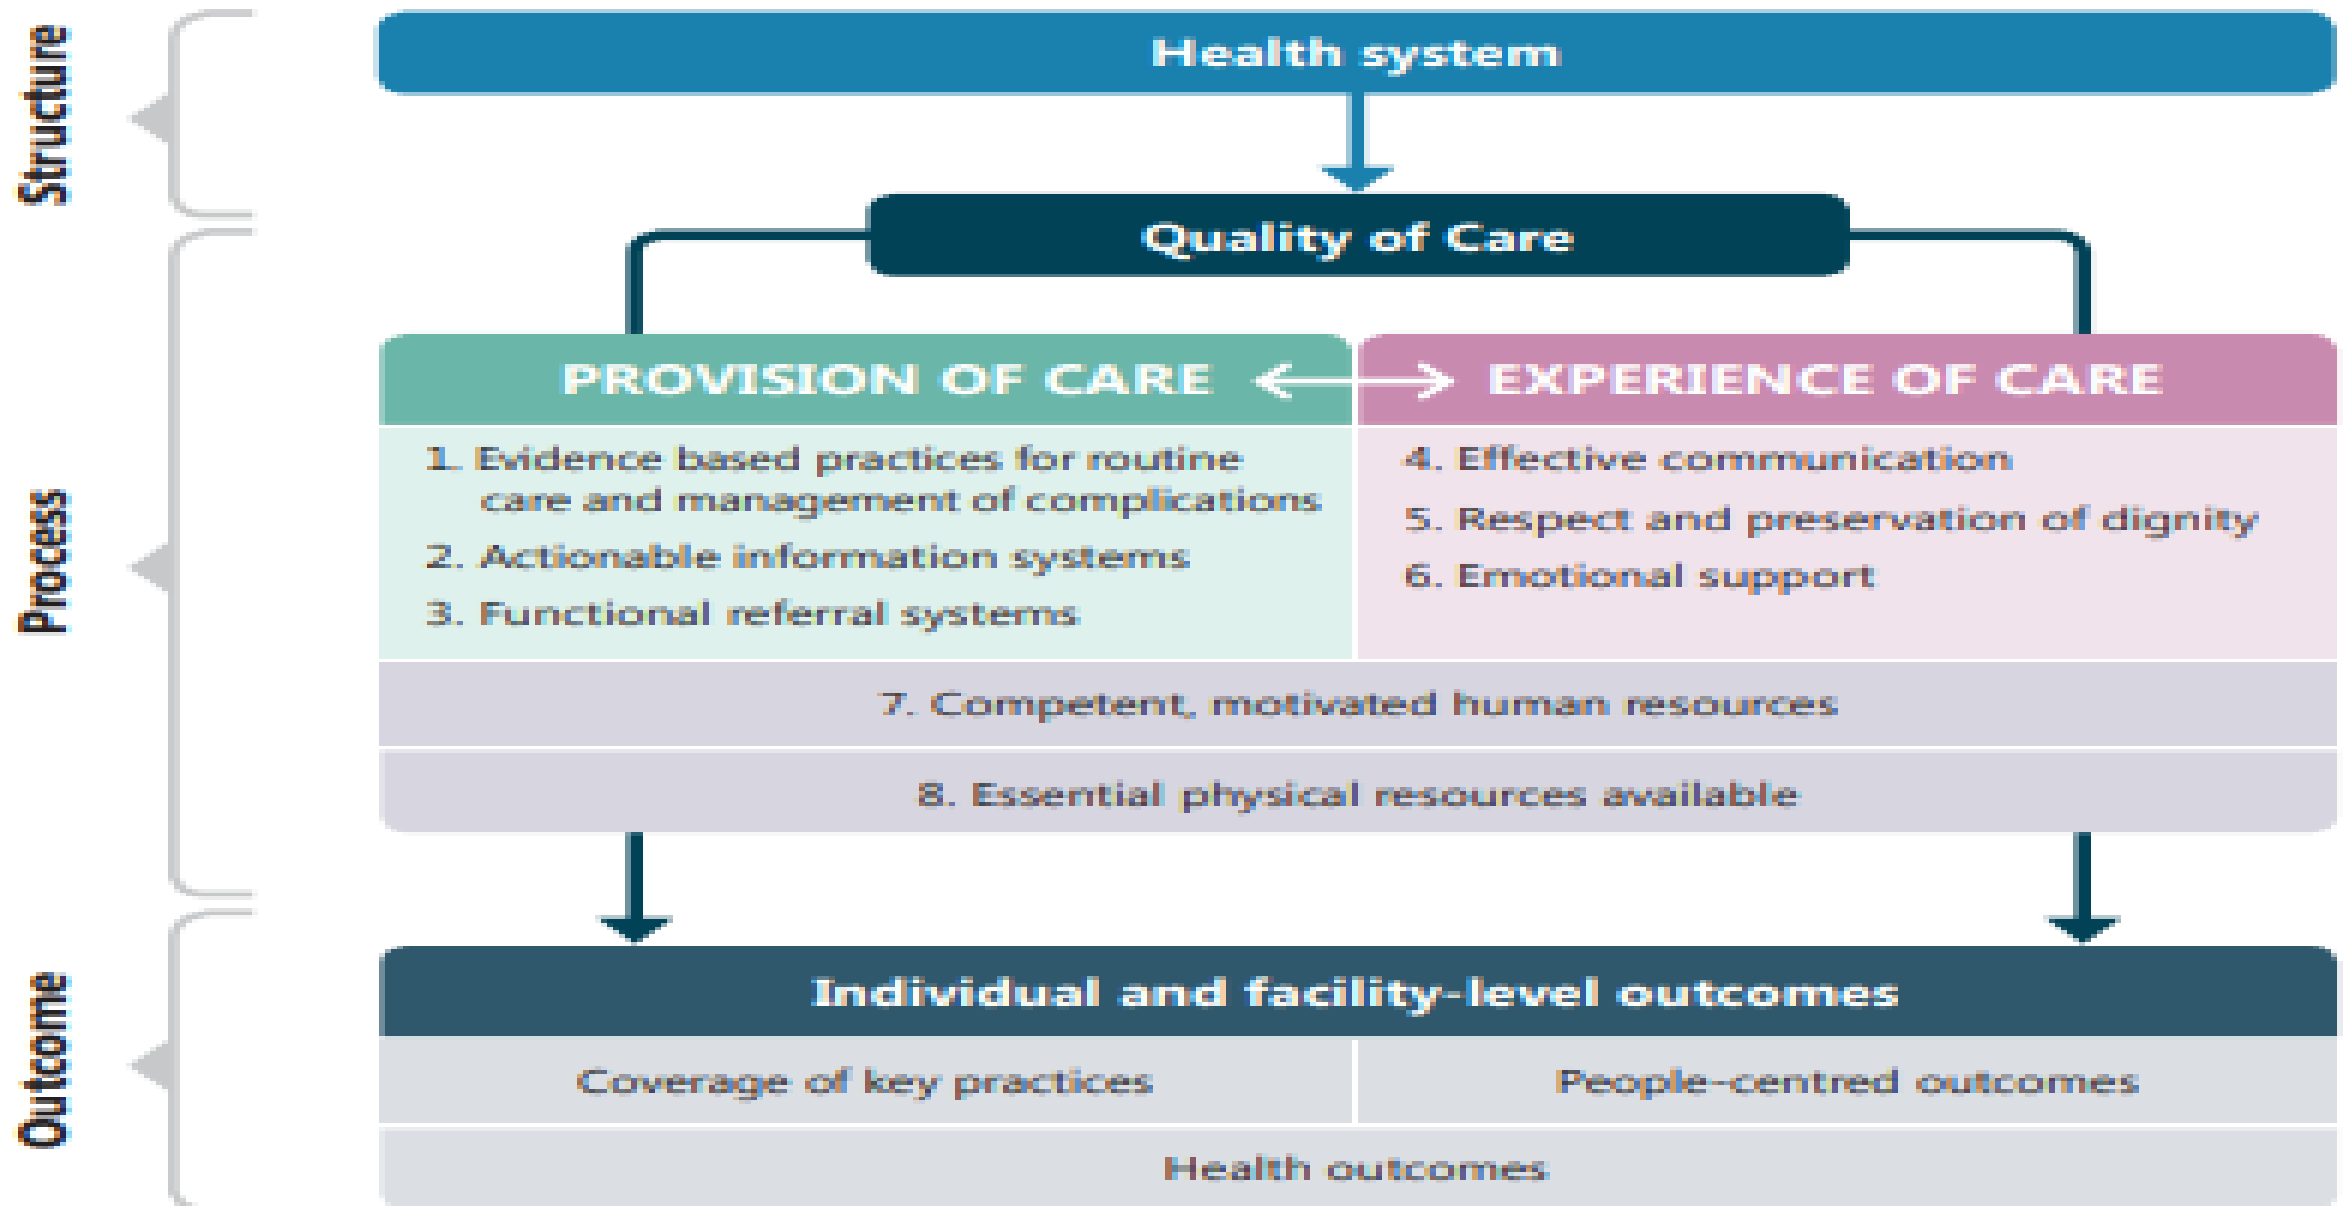 Structure
Health system
Quality of Care
Process
PROVISION OF CARE
EXPERIENCE OF CARE
1. Evidence based practices for routine
care and management of complications
2. Actionable information systems
3. Functional referral systems
4. Effective communication
5. Respect and preservation of dignity
6. Emotional support
7. Competent, motivated human resources
8. Essential physical resources available
Outcome
Individual and facility-level outcomes
Coverage of key practices
People-centred outcomes
Health outcomes